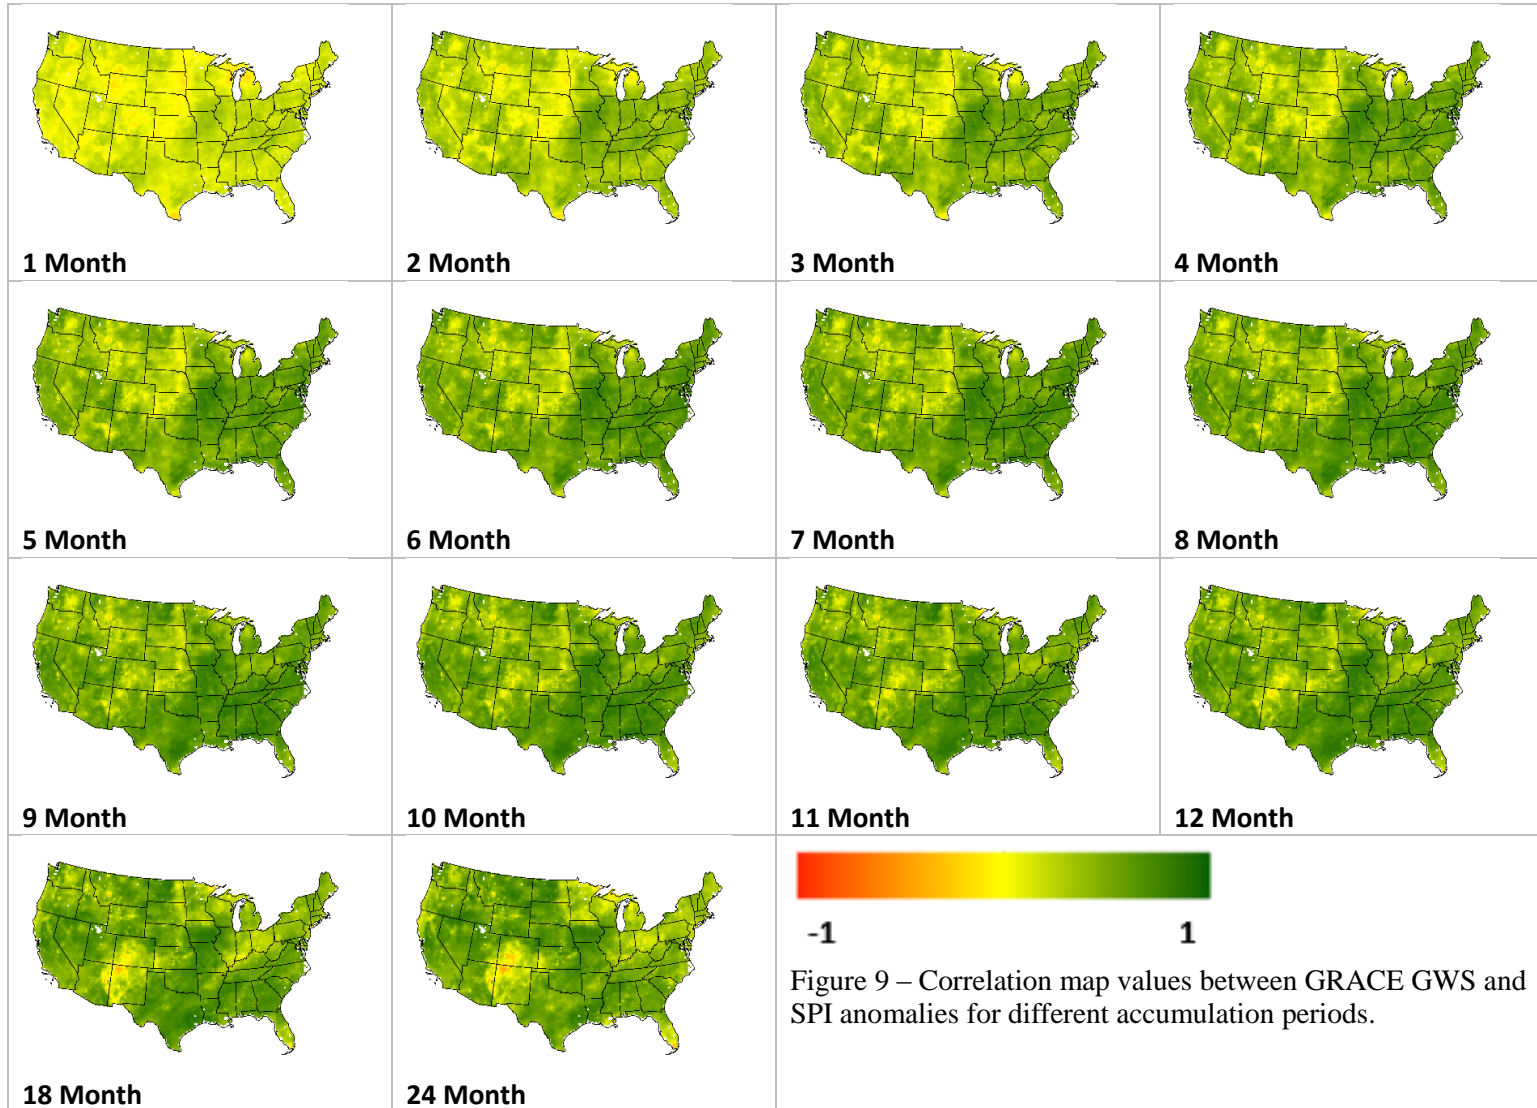 1 Month
2 Month
3 Month
4 Month
5 Month
6 Month
7 Month
8 Month
9 Month
10 Month
11 Month
12 Month
18 Month
24 Month
-1
1
Figure 9 – Correlation map values between GRACE GWS and
SPI anomalies for different accumulation periods.